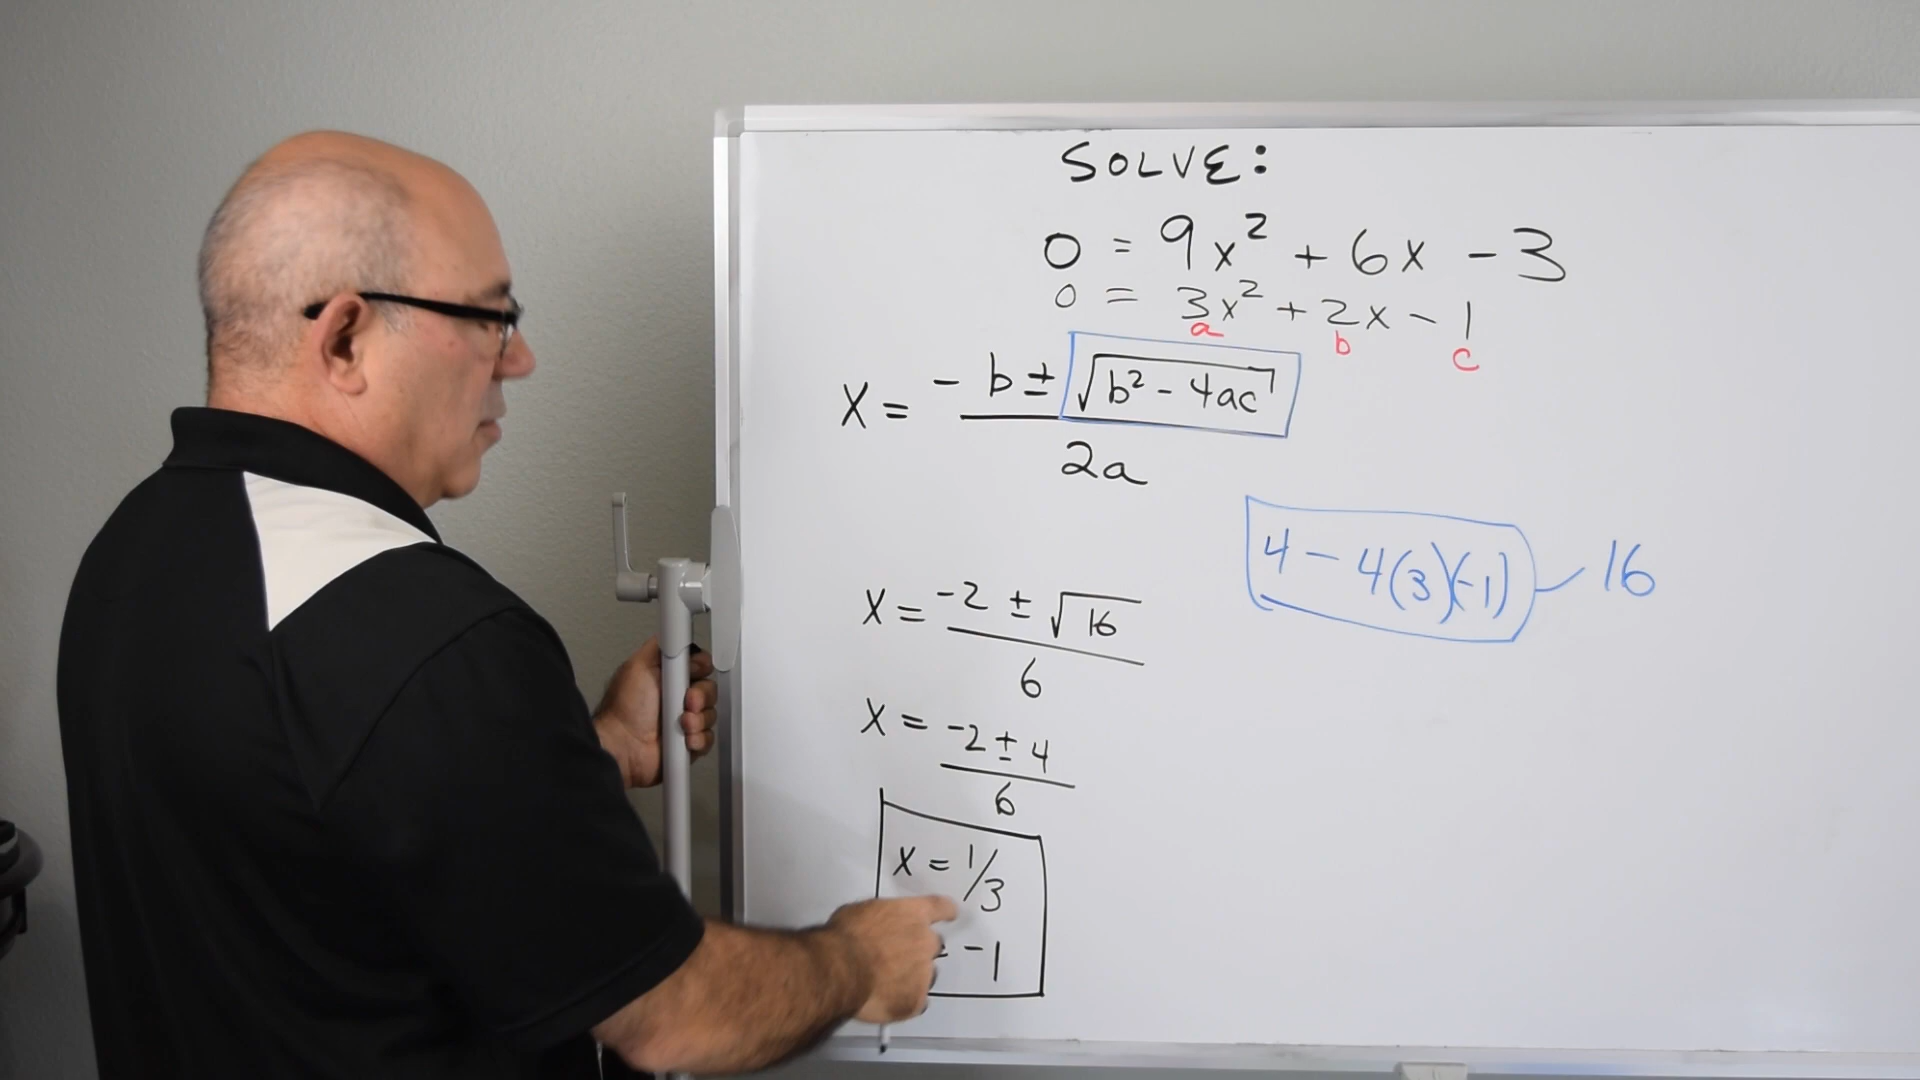 SOLVE:
0 = 9x² + 6x - 3
0 = 3x² + 2x - 1
a b c
X = - b ± √b² - 4ac
2a
4 - 4(3)(-1) 16
X = -2 ± √16
6
X = -2 ± 4
6
X = 1/3
= -1